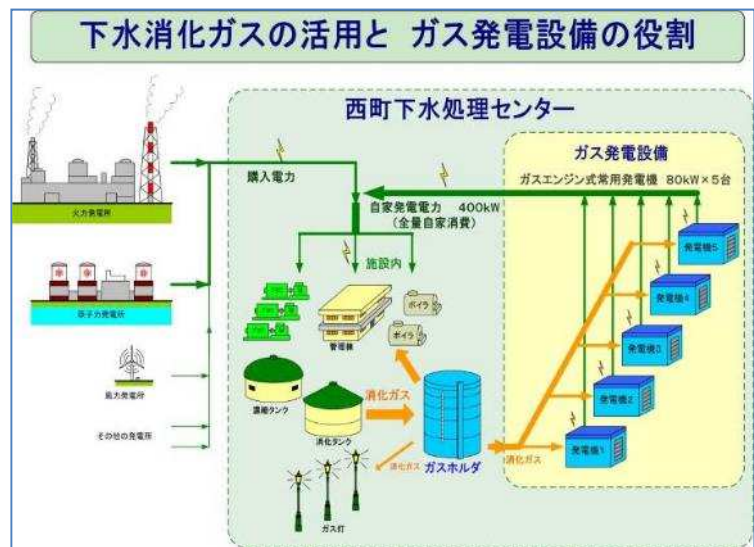 下水消化ガスの活用と ガス発電設備の役割
西町下水処理センター
ガス発電設備
ガスエンジン式常用発電機 80kW×5台
購入電力
自家発電電力 400kW
(全量自家消費)
施設内
火力発電所
原子力発電所
風力発電所
その他の発電所
管理棟
ボイラ
ボイラ
濃縮タンク
消化タンク
消化ガス
ガスホルダ
消化ガス
消化ガス
ガス灯
発電機5
発電機4
発電機3
発電機2
発電機1